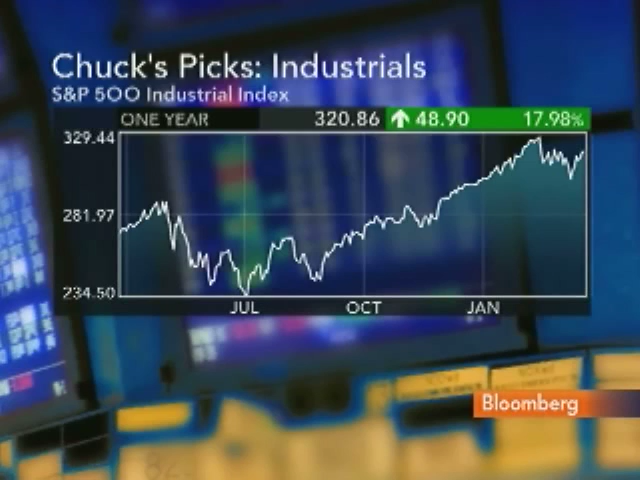 Chuck's Picks: Industrials
S&P 500 Industrial Index
ONE YEAR 320.86 48.90 17.98%
329.44
281.97
234.50
JUL OCT JAN
Bloomberg